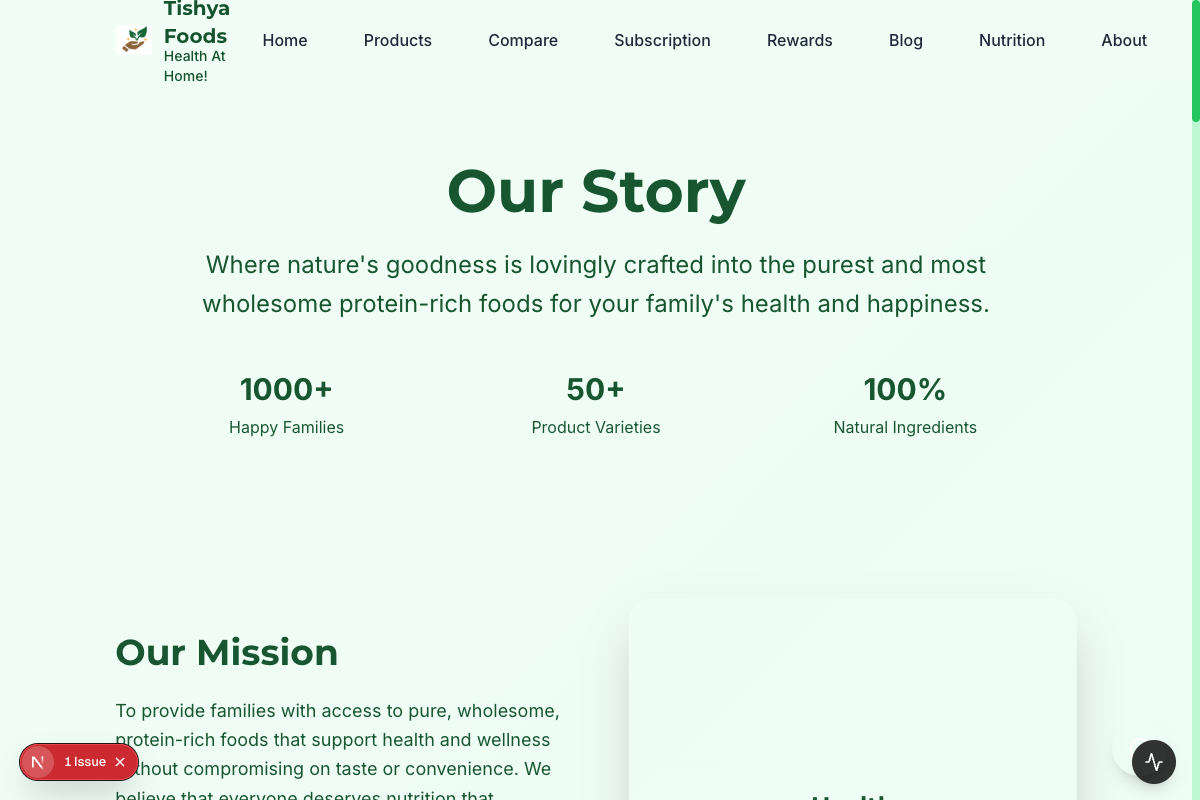 Tishya
Foods
Health At
Home!
Home Products Compare Subscription Rewards Blog Nutrition About
Our Story
Where nature's goodness is lovingly crafted into the purest and most
wholesome protein-rich foods for your family's health and happiness.
1000+ 50+ 100%
Happy Families Product Varieties Natural Ingredients
Our Mission
To provide families with access to pure, wholesome,
protein-rich foods that support health and wellness
without compromising on taste or convenience. We
believe that everyone deserves nutrition that
N 1 Issue